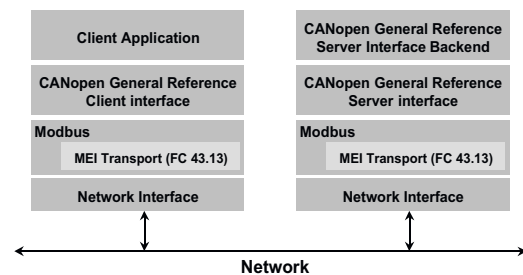 Client Application
CANopen General Reference
Client interface
Modbus
MEI Transport (FC 43.13)
Network Interface
CANopen General Reference
Server Interface Backend
CANopen General Reference
Server interface
Modbus
MEI Transport (FC 43.13)
Network Interface
Network